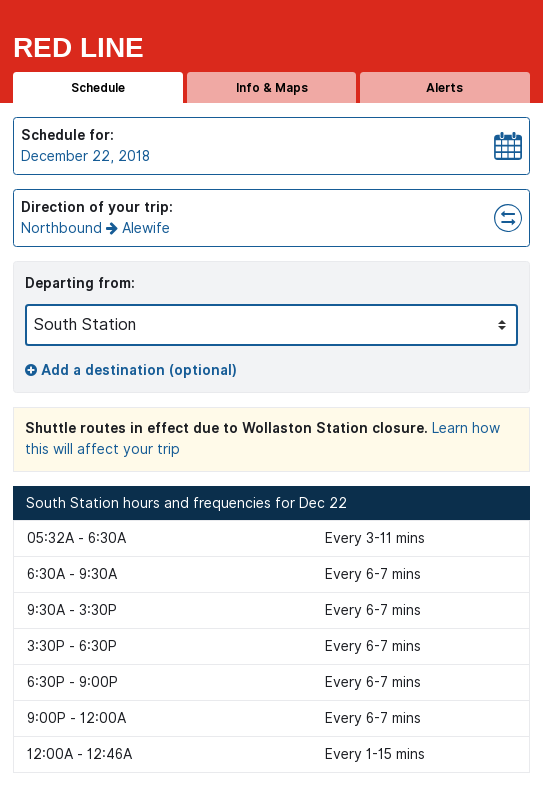 RED LINE
Schedule Info & Maps Alerts
Schedule for:
December 22, 2018
Direction of your trip:
Northbound → Alewife
Departing from:
South Station
Add a destination (optional)
Shuttle routes in effect due to Wollaston Station closure. Learn how
this will affect your trip
South Station hours and frequencies for Dec 22
05:32A - 6:30A Every 3-11 mins
6:30A - 9:30A Every 6-7 mins
9:30A - 3:30P Every 6-7 mins
3:30P - 6:30P Every 6-7 mins
6:30P - 9:00P Every 6-7 mins
9:00P - 12:00A Every 6-7 mins
12:00A - 12:46A Every 1-15 mins